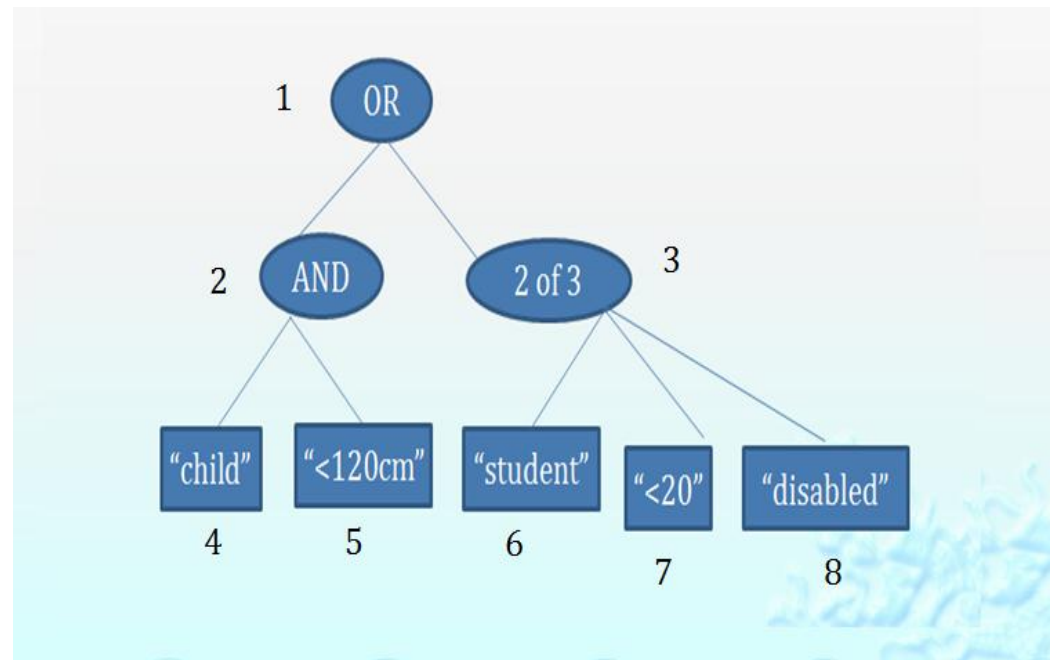 1
OR
2
AND
2 of 3
3
“child”
“<120cm”
“student”
“<20”
“disabled”
4
5
6
7
8